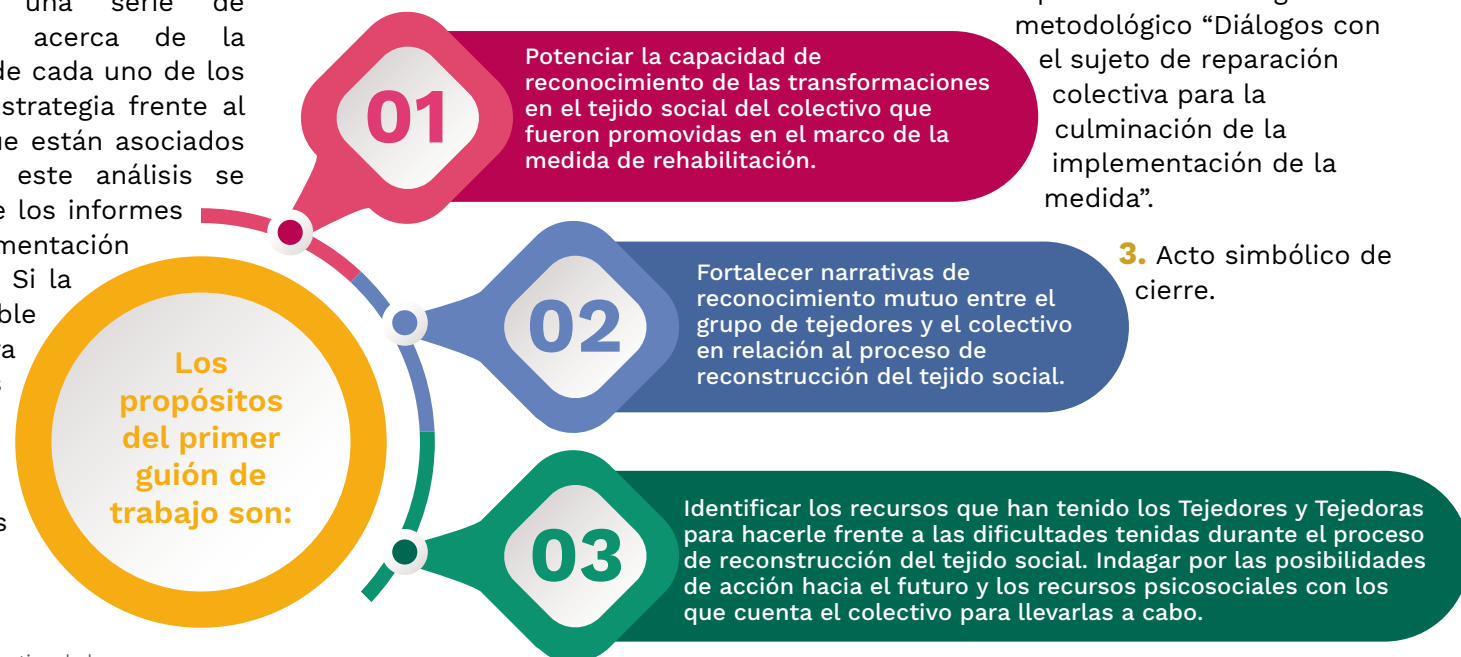 una serie de
acerca de la
de cada uno de los
strategia frente al
ue están asociados
este análisis se
e los informes
mentación
Si la
ble
a
s
s
Los
propósitos
del primer
guión de
trabajo son:
01
Potenciar la capacidad de
reconocimiento de las transformaciones
en el tejido social del colectivo que
fueron promovidas en el marco de la
medida de rehabilitación.
02
Fortalecer narrativas de
reconocimiento mutuo entre el
grupo de tejedores y el colectivo
en relación al proceso de
reconstrucción del tejido social.
03
Identificar los recursos que han tenido los Tejedores y Tejedoras
para hacerle frente a las dificultades tenidas durante el proceso
de reconstrucción del tejido social. Indagar por las posibilidades
de acción hacia el futuro y los recursos psicosociales con los
que cuenta el colectivo para llevarlas a cabo.
metodológico “Diálogos con
el sujeto de reparación
colectiva para la
culminación de la
implementación de la
medida”.
3. Acto simbólico de
cierre.